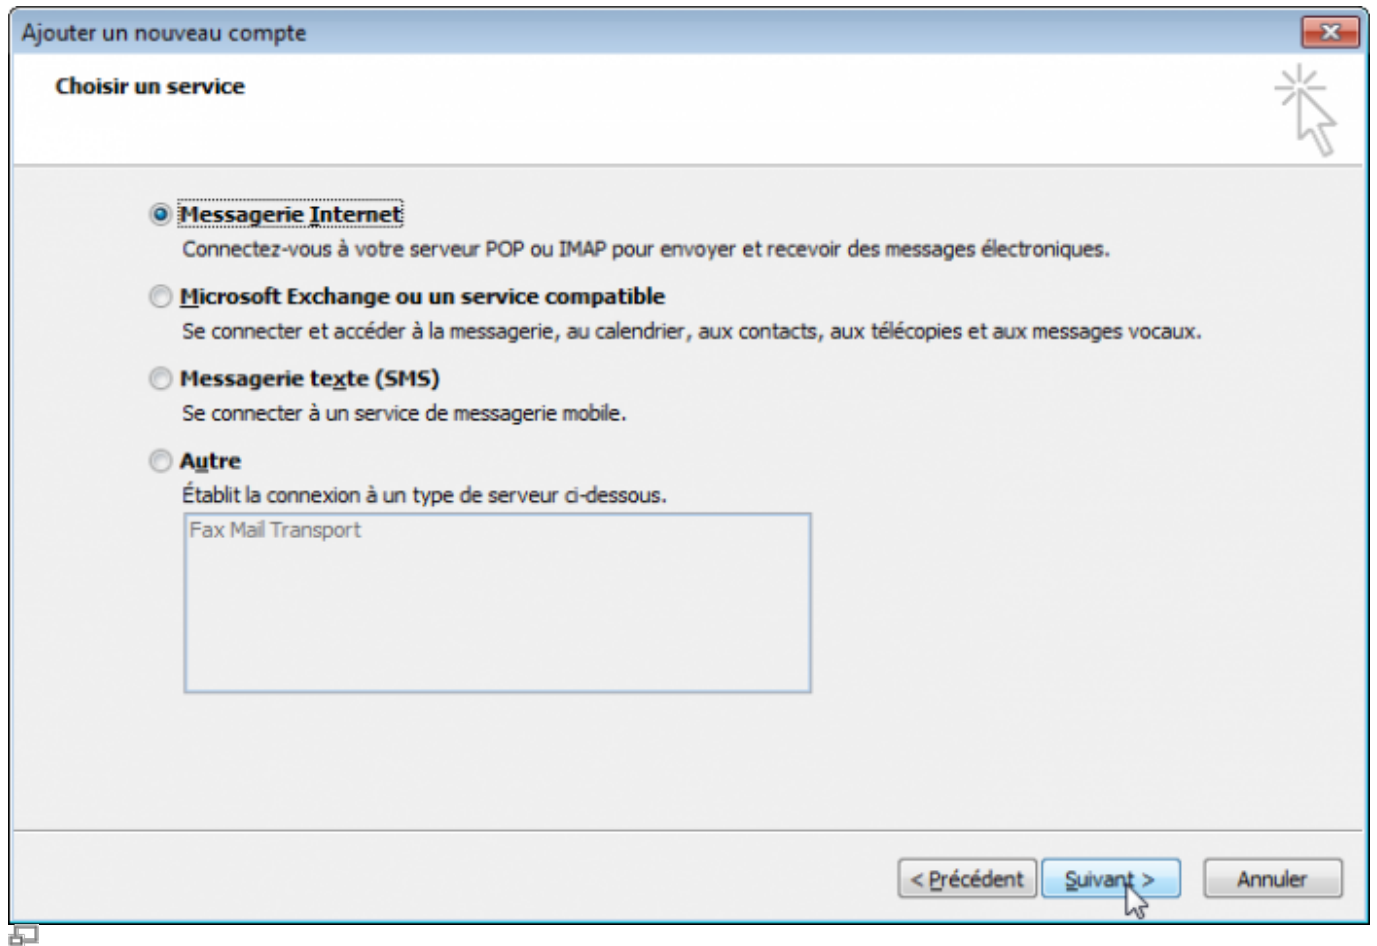 Ajouter un nouveau compte
Choisir un service
Messagerie Internet
Connectez-vous à votre serveur POP ou IMAP pour envoyer et recevoir des messages électroniques.
Microsoft Exchange ou un service compatible
Se connecter et accéder à la messagerie, au calendrier, aux contacts, aux télécopies et aux messages vocaux.
Messagerie texte (SMS)
Se connecter à un service de messagerie mobile.
Autre
Établit la connexion à un type de serveur ci-dessous.
Fax Mail Transport
< Précédent
Suivant >
Annuler